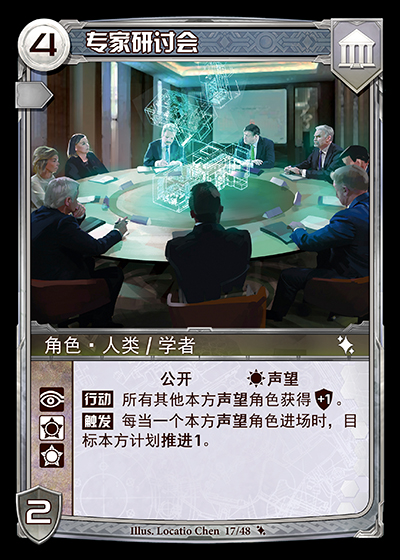 4 专家研讨会
角色·人类 / 学者
公开 声望
行动 所有其他本方声望角色获得 +1 。
触发 每当一个本方声望角色进场时，目
标本方计划推进1。
2
Illus. Locatio Chen 17/48